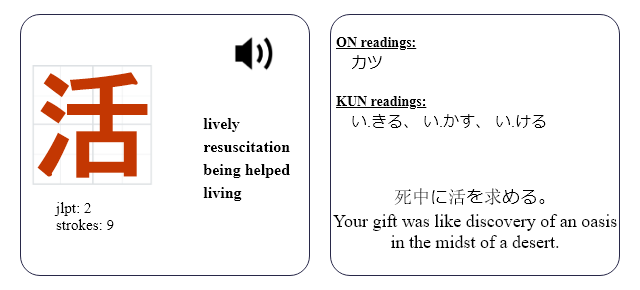 活
lively
resuscitation
being helped
living
jlpt: 2
strokes: 9
ON readings:
カツ
KUN readings:
い.きる、 い.かす、 い.ける
死中に活を求める。
Your gift was like discovery of an oasis
in the midst of a desert.